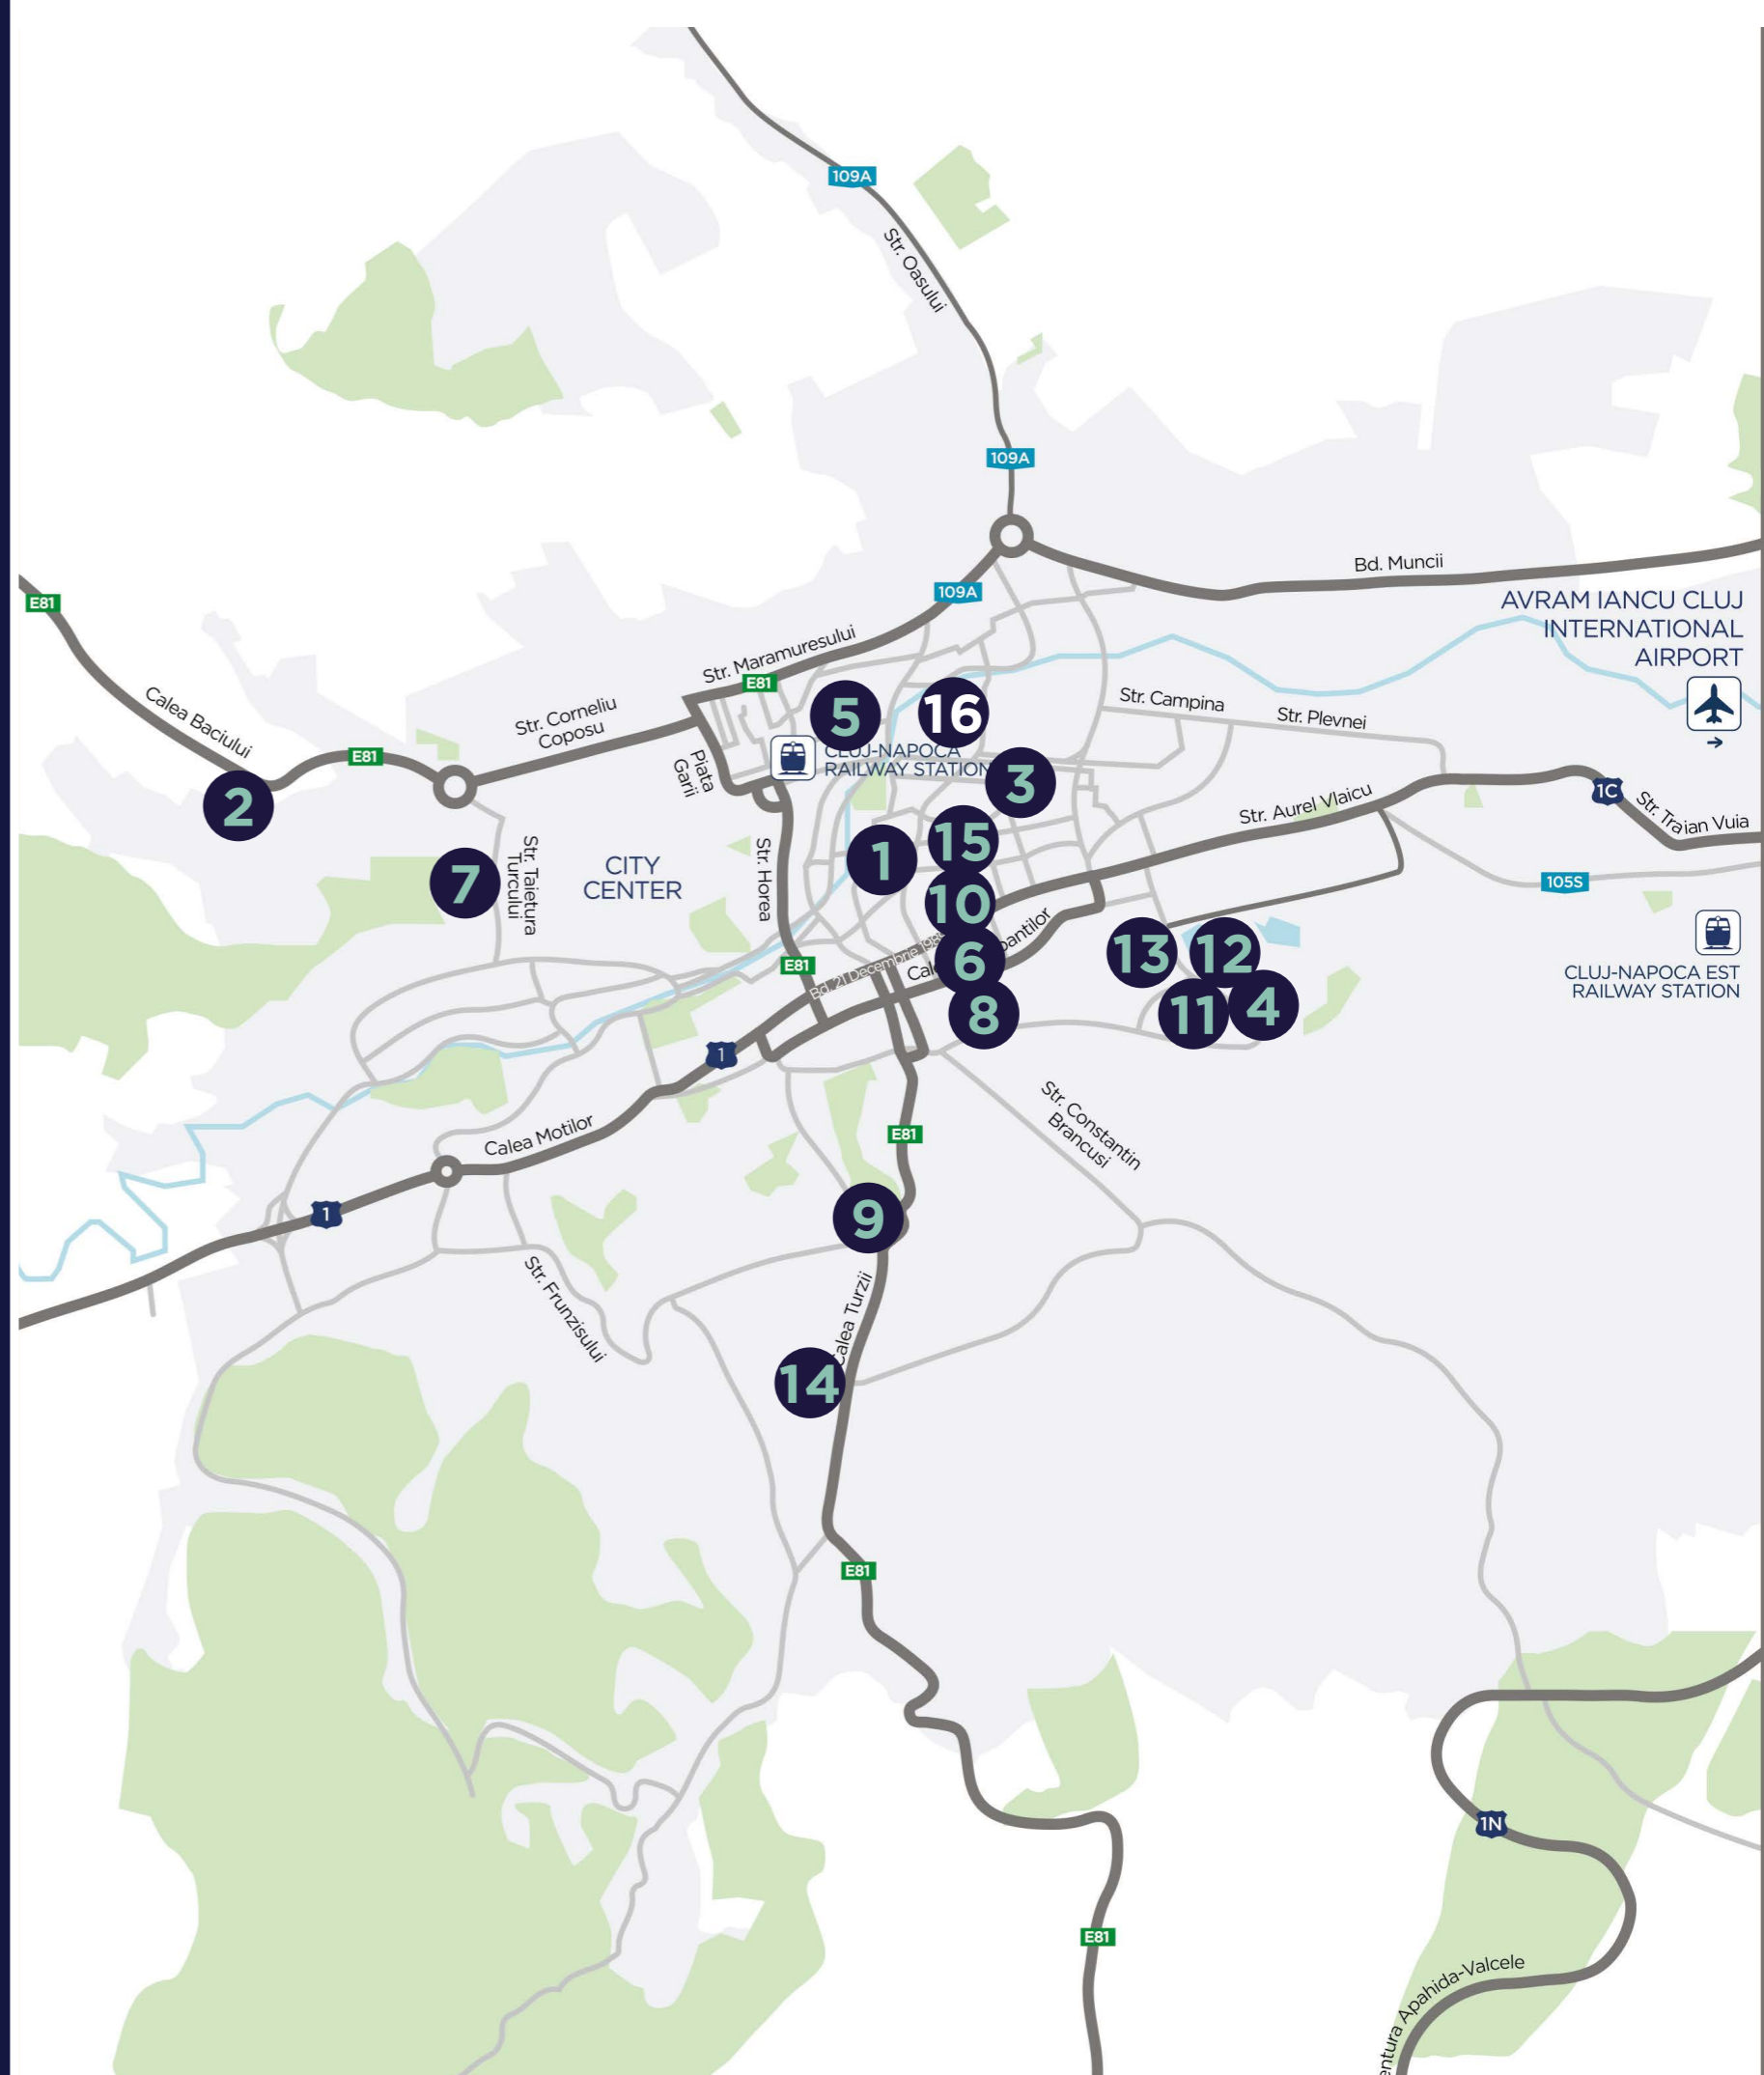 109A
Str. Oasului
109A
Bd. Muncii
109A
E81
AVRAM IANCU CLUJ
INTERNATIONAL
AIRPORT
Str. Maramuresului
E81
Calea Baciului
Str. Corneliu
Coposu
5
16
Str. Campina
Str. Plevnei
E81
Piata
Garii
CLUJ-NAPOCA
RAILWAY STATION
3
2
1C
Str. Traian Vuia
Str. Aurel Vlaicu
7
Str. Taietura
Turcului
CITY
CENTER
Str. Horea
1
15
10
105S
E81
Bd. 21 Decembrie
6
13
12
CLUJ-NAPOCA EST
RAILWAY STATION
8
11
4
1
Calea Motilor
E81
Str. Constantin
Brancusi
1
9
Str. Frunzisului
Calea Turzii
14
E81
1N
E81
Apahida-Valcele